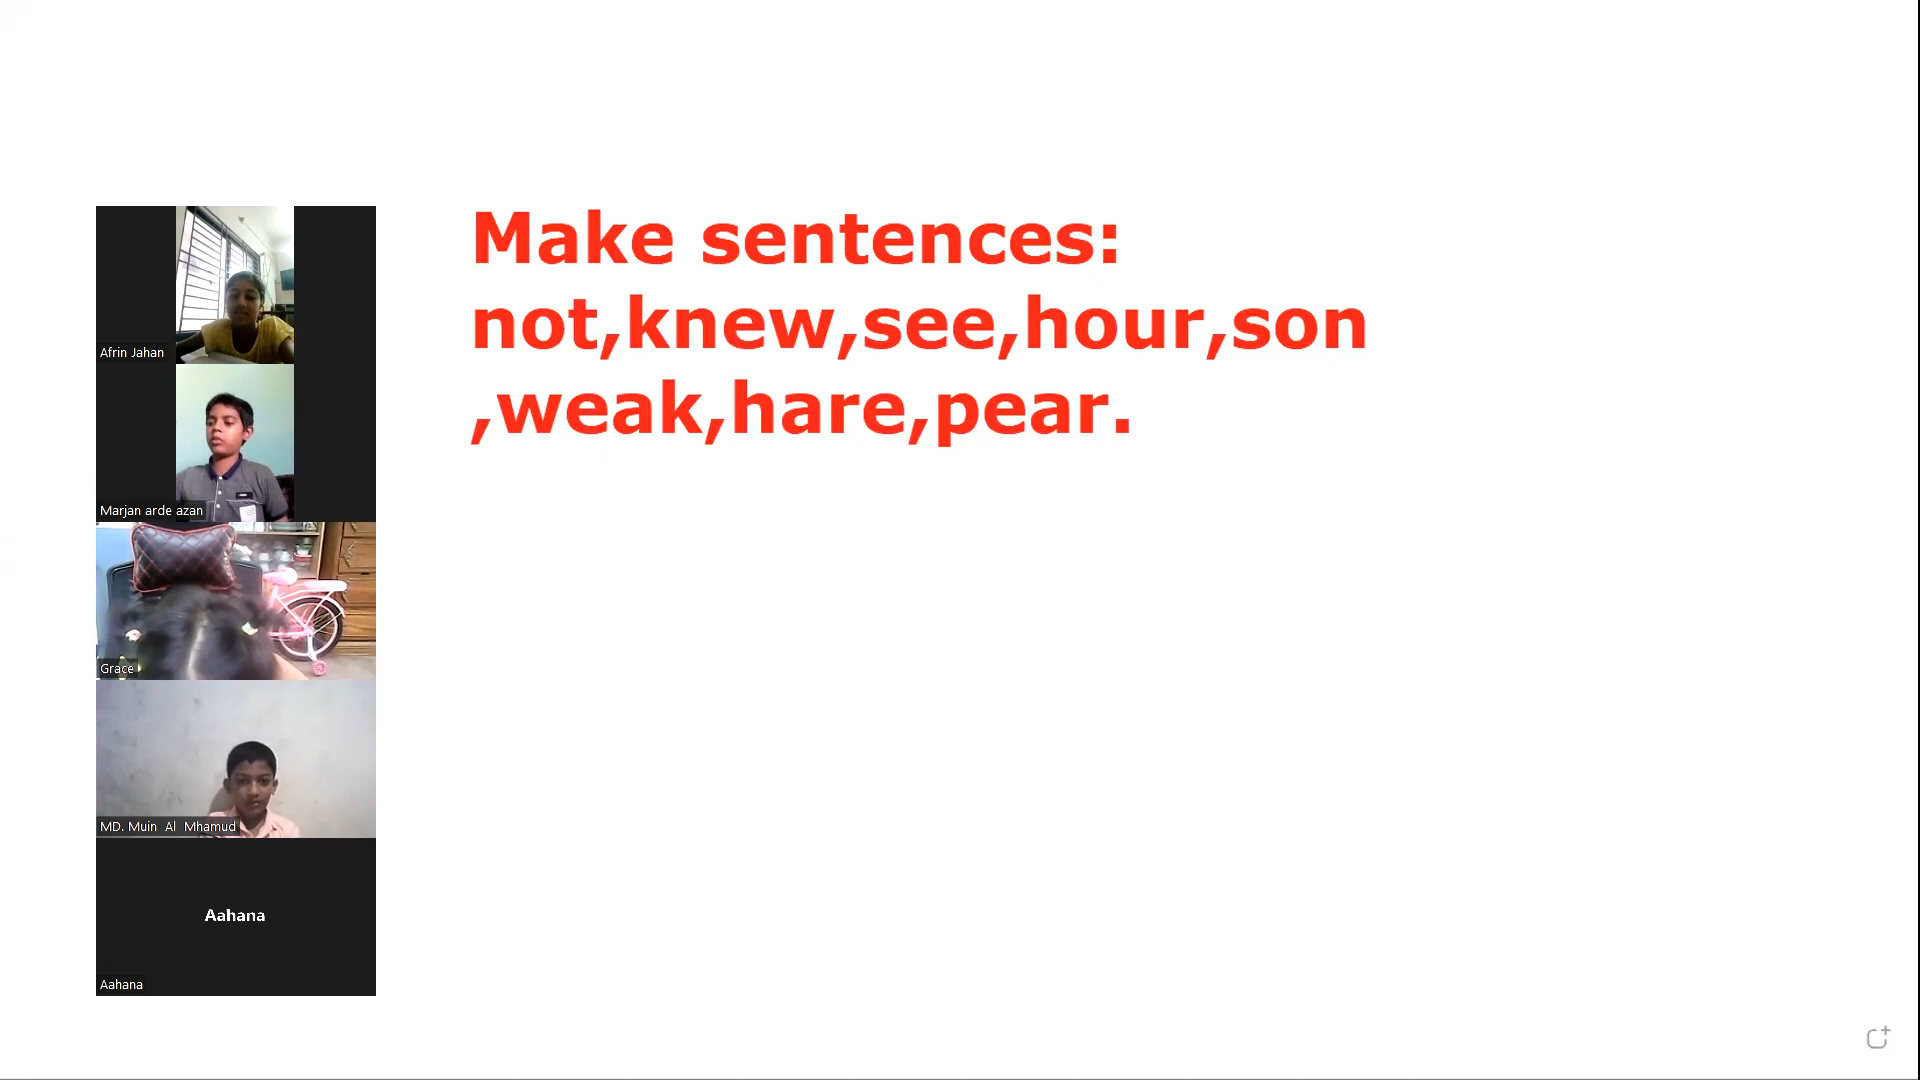 Make sentences:
not,knew,see,hour,son
,weak,hare,pear.
Afrin Jahan
Marjan arde azan
Grace
MD. Muin Al Mhamud
Aahana
Aahana